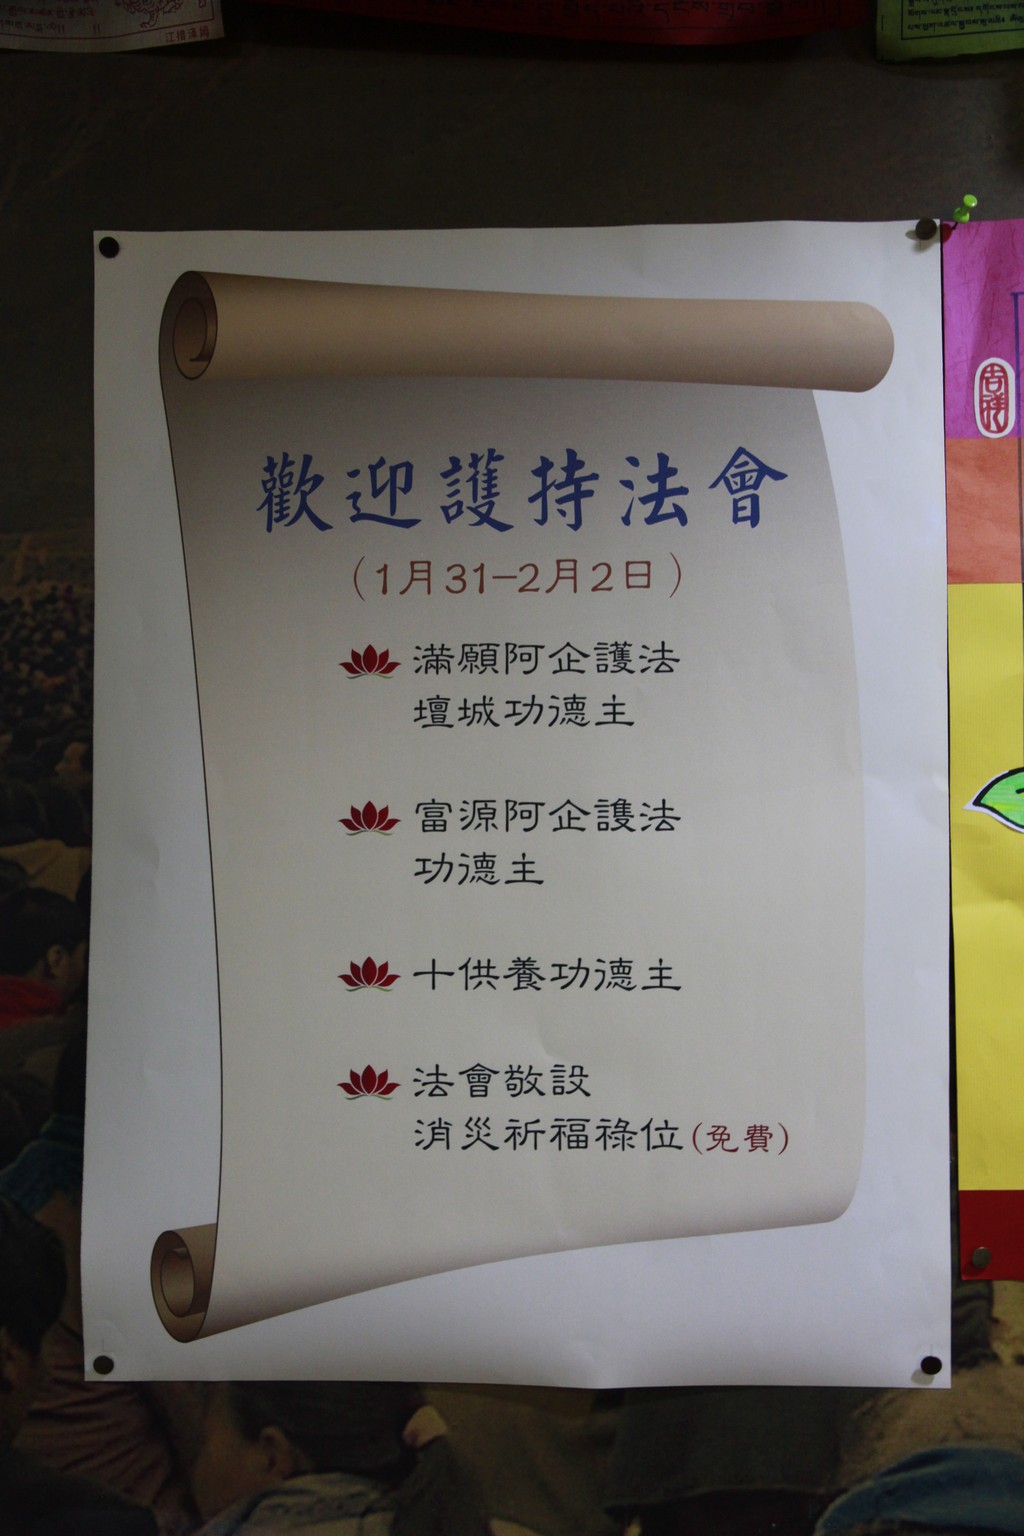 歡迎護持法會
(1月31-2月2日)
滿願阿企護法
壇城功德主
富源阿企護法
功德主
十供養功德主
法會敬設
消災祈福祿位(免費)
吉祥